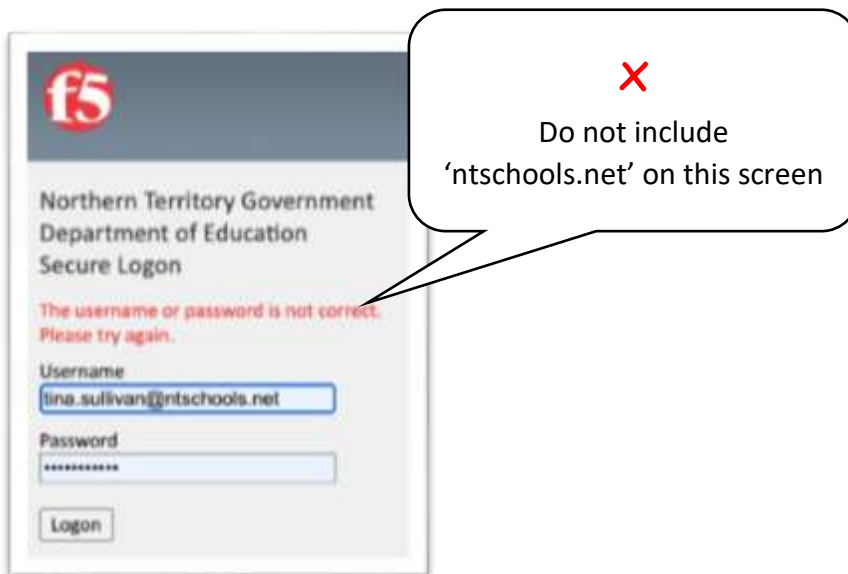 f5
Northern Territory Government
Department of Education
Secure Logon
The username or password is not correct.
Please try again.
Username
tina.sullivan@ntschools.net
Password
•••••••••••
Logon
X
Do not include
‘ntschools.net’ on this screen